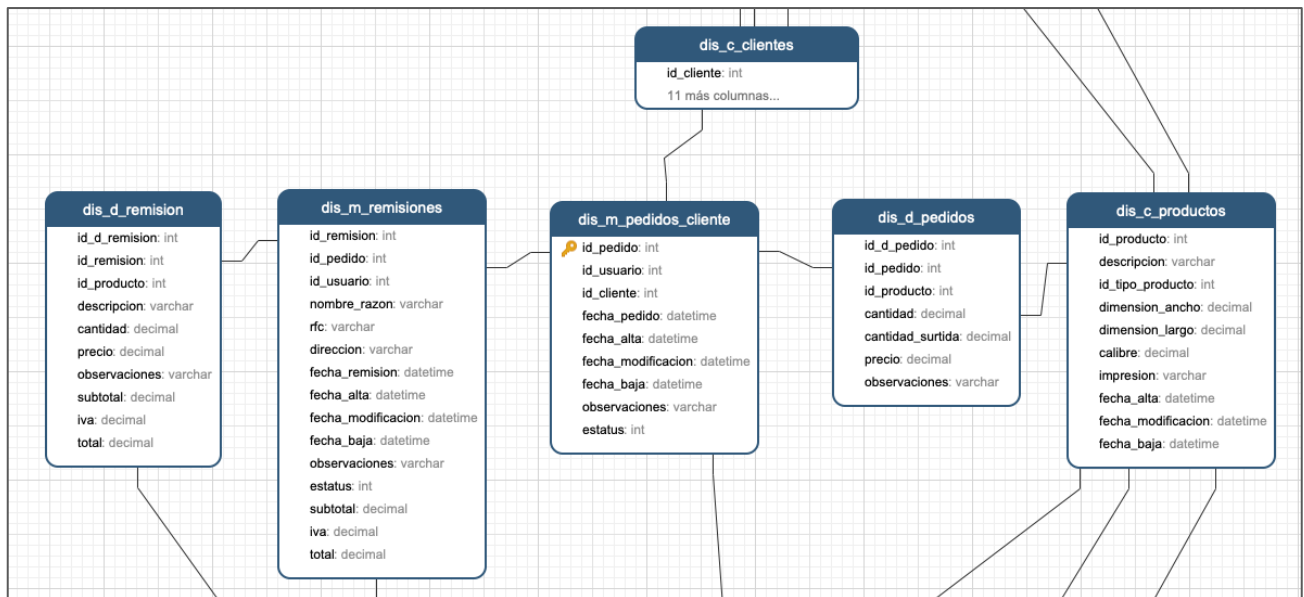 dis_c_clientes
id_cliente: int
11 más columnas...
dis_d_remision
id_d_remision: int
id_remision: int
id_producto: int
descripcion: varchar
cantidad: decimal
precio: decimal
observaciones: varchar
subtotal: decimal
iva: decimal
total: decimal
dis_m_remisiones
id_remision: int
id_pedido: int
id_usuario: int
nombre_razon: varchar
rfc: varchar
direccion: varchar
fecha_remision: datetime
fecha_alta: datetime
fecha_modificacion: datetime
fecha_baja: datetime
observaciones: varchar
estatus: int
subtotal: decimal
iva: decimal
total: decimal
dis_m_pedidos_cliente
id_pedido: int
id_usuario: int
id_cliente: int
fecha_pedido: datetime
fecha_alta: datetime
fecha_modificacion: datetime
fecha_baja: datetime
observaciones: varchar
estatus: int
dis_d_pedidos
id_d_pedido: int
id_pedido: int
id_producto: int
cantidad: decimal
cantidad_surtida: decimal
precio: decimal
observaciones: varchar
dis_c_productos
id_producto: int
descripcion: varchar
id_tipo_producto: int
dimension_ancho: decimal
dimension_largo: decimal
calibre: decimal
impresion: varchar
fecha_alta: datetime
fecha_modificacion: datetime
fecha_baja: datetime